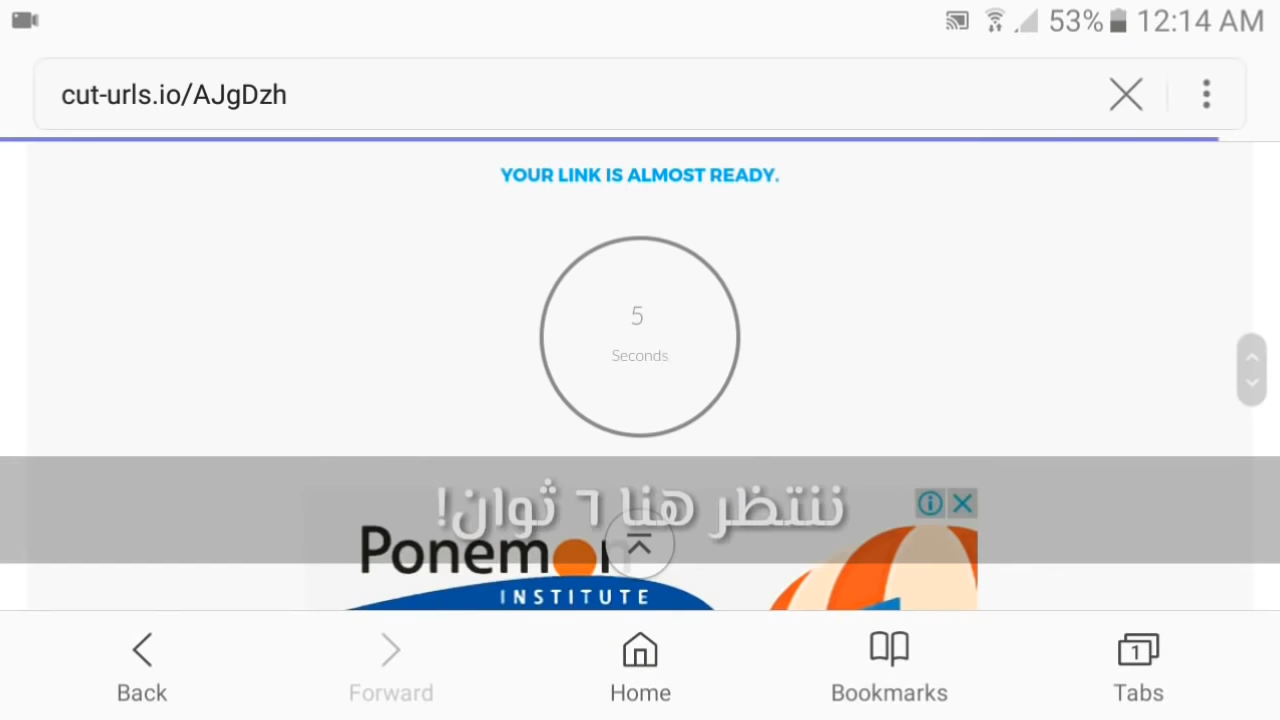 53% 12:14 AM
cut-urls.io/AJgDzh
YOUR LINK IS ALMOST READY.
5
Seconds
ننتظر هنا ٦ ثوان!
Ponemon
INSTITUTE
Back Forward Home Bookmarks 1 Tabs